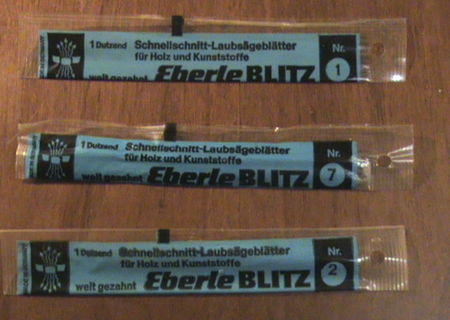 1 Dutzend Schnellschnitt-Laubsägeblätter Nr.
für Holz und Kunststoffe
weit gezahnt Eberle BLITZ 1
1 Dutzend Schnellschnitt-Laubsägeblätter Nr.
für Holz und Kunststoffe
weit gezahnt Eberle BLITZ 7
1 Dutzend Schnellschnitt-Laubsägeblätter Nr.
für Holz und Kunststoffe
weit gezahnt Eberle BLITZ 2